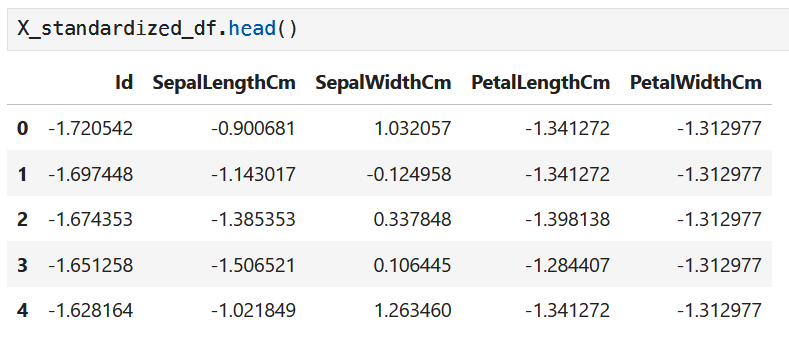 X_standardized_df.head()
Id SepalLengthCm SepalWidthCm PetalLengthCm PetalWidthCm
0 -1.720542 -0.900681 1.032057 -1.341272 -1.312977
1 -1.697448 -1.143017 -0.124958 -1.341272 -1.312977
2 -1.674353 -1.385353 0.337848 -1.398138 -1.312977
3 -1.651258 -1.506521 0.106445 -1.284407 -1.312977
4 -1.628164 -1.021849 1.263460 -1.341272 -1.312977